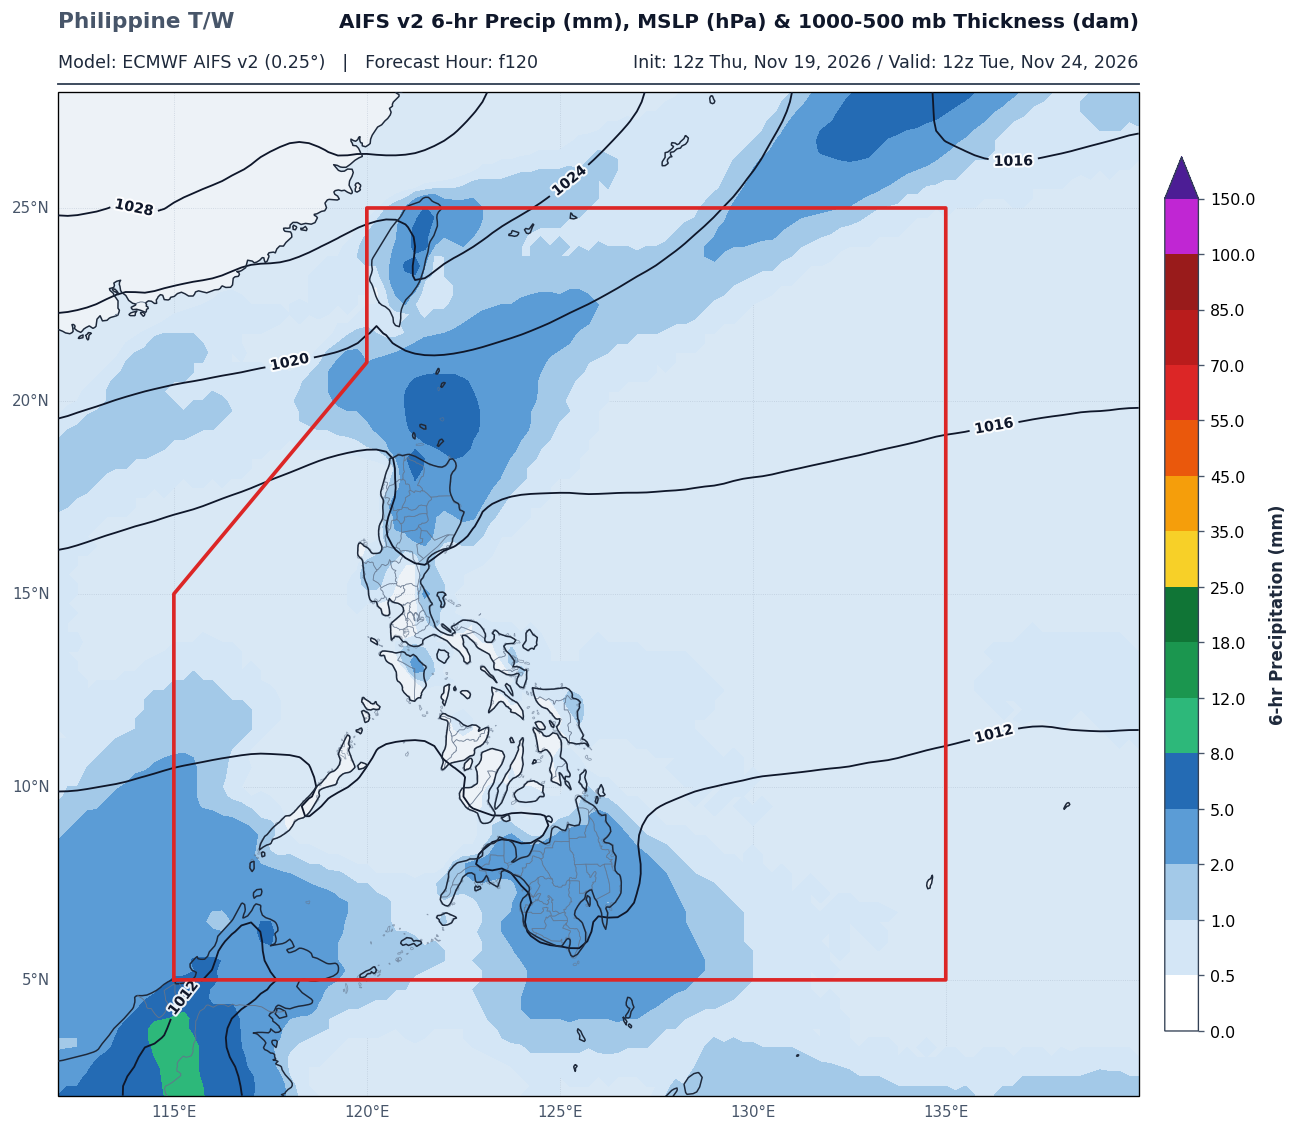 Philippine T/W
AIFS v2 6-hr Precip (mm), MSLP (hPa) & 1000-500 mb Thickness (dam)
Model: ECMWF AIFS v2 (0.25°) | Forecast Hour: f120
Init: 12z Thu, Nov 19, 2026 / Valid: 12z Tue, Nov 24, 2026
1016
1024
1028
25°N
1020
20°N
1016
15°N
1012
10°N
5°N
1012
115°E
120°E
125°E
130°E
135°E
150.0
100.0
85.0
70.0
55.0
45.0
35.0
25.0
18.0
12.0
8.0
5.0
2.0
1.0
0.5
0.0
6-hr Precipitation (mm)